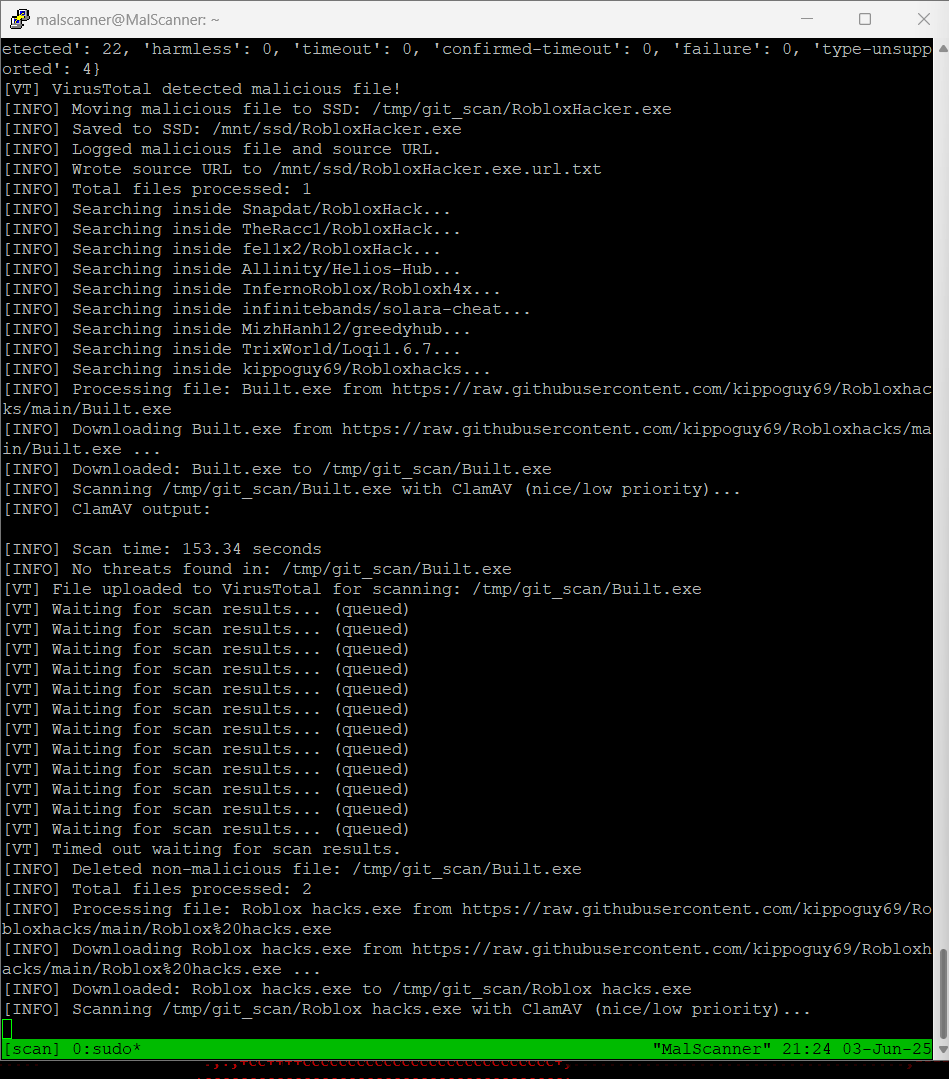 malscanner@MalScanner: ~
etected': 22, 'harmless': 0, 'timeout': 0, 'confirmed-timeout': 0, 'failure': 0, 'type-unsupp
orted': 4}
[VT] VirusTotal detected malicious file!
[INFO] Moving malicious file to SSD: /tmp/git_scan/RobloxHacker.exe
[INFO] Saved to SSD: /mnt/ssd/RobloxHacker.exe
[INFO] Logged malicious file and source URL.
[INFO] Wrote source URL to /mnt/ssd/RobloxHacker.exe.url.txt
[INFO] Total files processed: 1
[INFO] Searching inside Snapdat/RobloxHack...
[INFO] Searching inside TheRacc1/RobloxHack...
[INFO] Searching inside fel1x2/RobloxHack...
[INFO] Searching inside Allinity/Helios-Hub...
[INFO] Searching inside InfernoRoblox/Robloxh4x...
[INFO] Searching inside infinitebands/solara-cheat...
[INFO] Searching inside MizhHanh12/greedyhub...
[INFO] Searching inside TrixWorld/Loqi1.6.7...
[INFO] Searching inside kippoguy69/Robloxhacks...
[INFO] Processing file: Built.exe from https://raw.githubusercontent.com/kippoguy69/Robloxhac
ks/main/Built.exe
[INFO] Downloading Built.exe from https://raw.githubusercontent.com/kippoguy69/Robloxhacks/ma
in/Built.exe ...
[INFO] Downloaded: Built.exe to /tmp/git_scan/Built.exe
[INFO] Scanning /tmp/git_scan/Built.exe with ClamAV (nice/low priority)...
[INFO] ClamAV output:
[INFO] Scan time: 153.34 seconds
[INFO] No threats found in: /tmp/git_scan/Built.exe
[VT] File uploaded to VirusTotal for scanning: /tmp/git_scan/Built.exe
[VT] Waiting for scan results... (queued)
[VT] Waiting for scan results... (queued)
[VT] Waiting for scan results... (queued)
[VT] Waiting for scan results... (queued)
[VT] Waiting for scan results... (queued)
[VT] Waiting for scan results... (queued)
[VT] Waiting for scan results... (queued)
[VT] Waiting for scan results... (queued)
[VT] Waiting for scan results... (queued)
[VT] Waiting for scan results... (queued)
[VT] Waiting for scan results... (queued)
[VT] Waiting for scan results... (queued)
[VT] Timed out waiting for scan results.
[INFO] Deleted non-malicious file: /tmp/git_scan/Built.exe
[INFO] Total files processed: 2
[INFO] Processing file: Roblox hacks.exe from https://raw.githubusercontent.com/kippoguy69/Ro
bloxhacks/main/Roblox%20hacks.exe
[INFO] Downloading Roblox hacks.exe from https://raw.githubusercontent.com/kippoguy69/Robloxh
acks/main/Roblox%20hacks.exe ...
[INFO] Downloaded: Roblox hacks.exe to /tmp/git_scan/Roblox hacks.exe
[INFO] Scanning /tmp/git_scan/Roblox hacks.exe with ClamAV (nice/low priority)...
[scan] 0:sudo* "MalScanner" 21:24 03-Jun-25